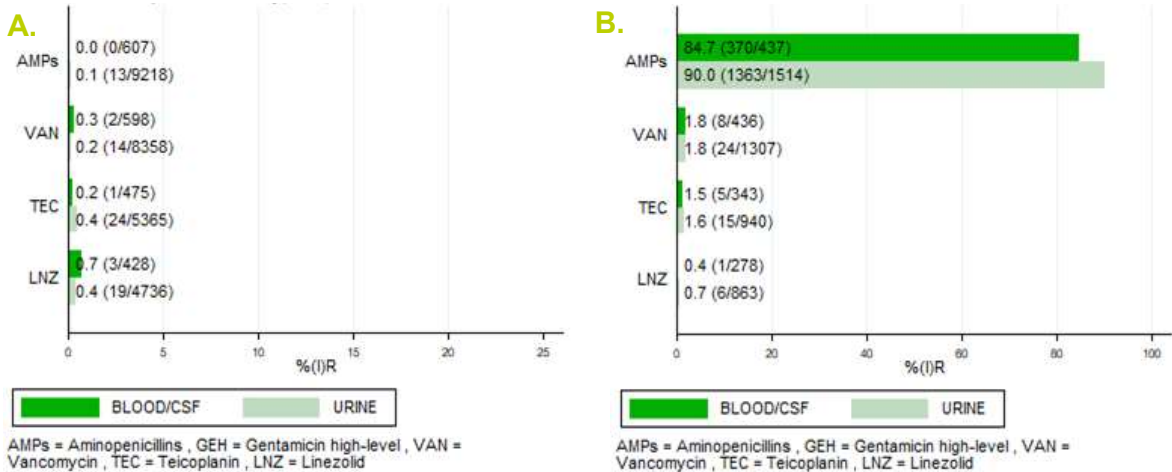 A.
AMPs
0.0 (0/607)
0.1 (13/9218)
VAN
0.3 (2/598)
0.2 (14/8358)
TEC
0.2 (1/475)
0.4 (24/5365)
LNZ
0.7 (3/428)
0.4 (19/4736)
0 5 10 15 20 25
%(I)R
BLOOD/CSF URINE
AMPs = Aminopenicillins , GEH = Gentamicin high-level , VAN =
Vancomycin , TEC = Teicoplanin , LNZ = Linezolid
B.
AMPs
84.7 (370/437)
90.0 (1363/1514)
VAN
1.8 (8/436)
1.8 (24/1307)
TEC
1.5 (5/343)
1.6 (15/940)
LNZ
0.4 (1/278)
0.7 (6/863)
0 20 40 60 80 100
%(I)R
BLOOD/CSF URINE
AMPs = Aminopenicillins , GEH = Gentamicin high-level , VAN =
Vancomycin , TEC = Teicoplanin , LNZ = Linezolid